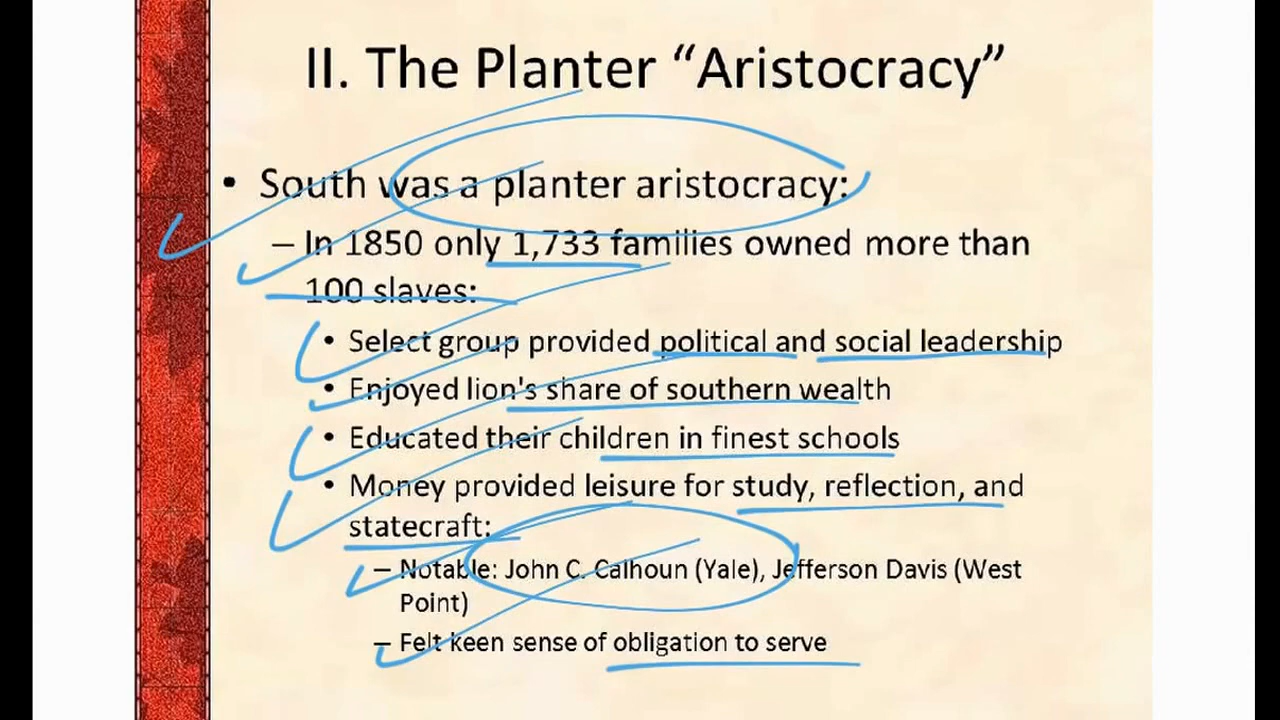 II. The Planter “Aristocracy”
• South was a planter aristocracy:
– In 1850 only 1,733 families owned more than
100 slaves:
• Select group provided political and social leadership
• Enjoyed lion's share of southern wealth
• Educated their children in finest schools
• Money provided leisure for study, reflection, and
statecraft:
– Notable: John C. Calhoun (Yale), Jefferson Davis (West
Point)
– Felt keen sense of obligation to serve